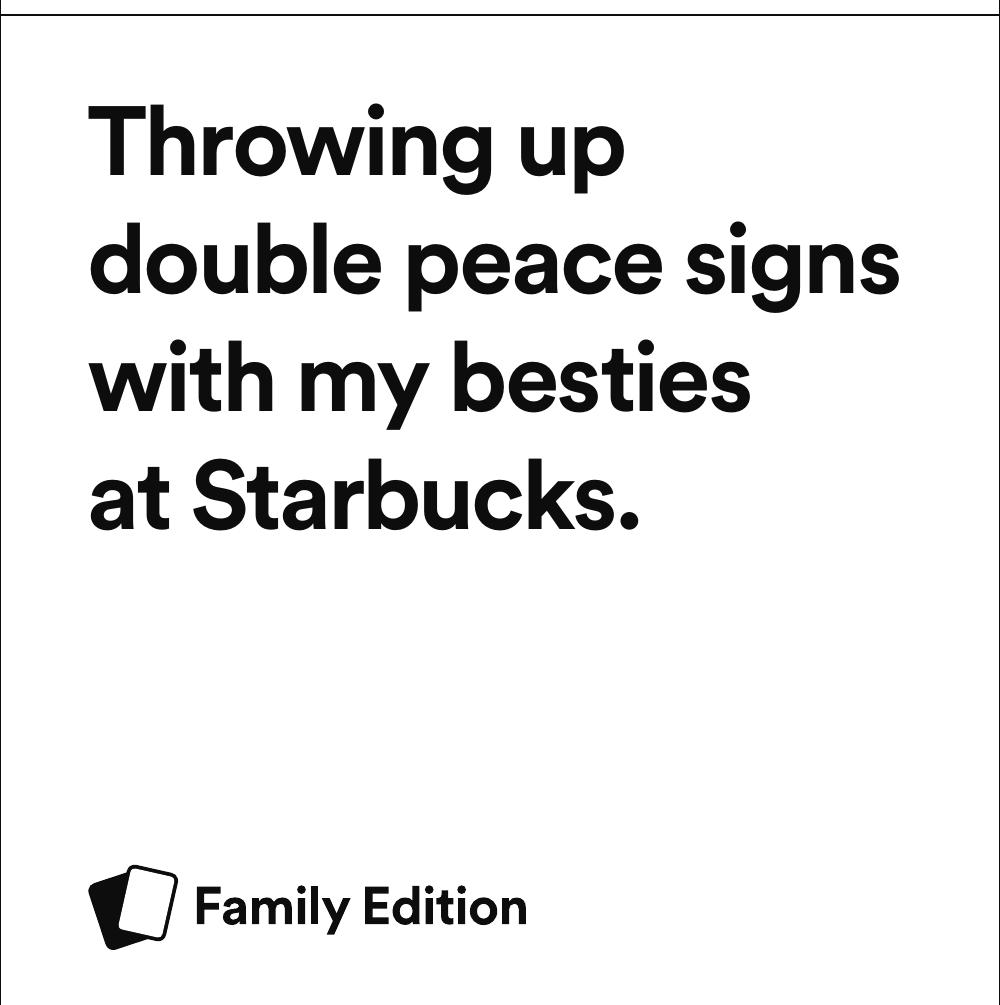 Throwing up
double peace signs
with my besties
at Starbucks.
Family Edition